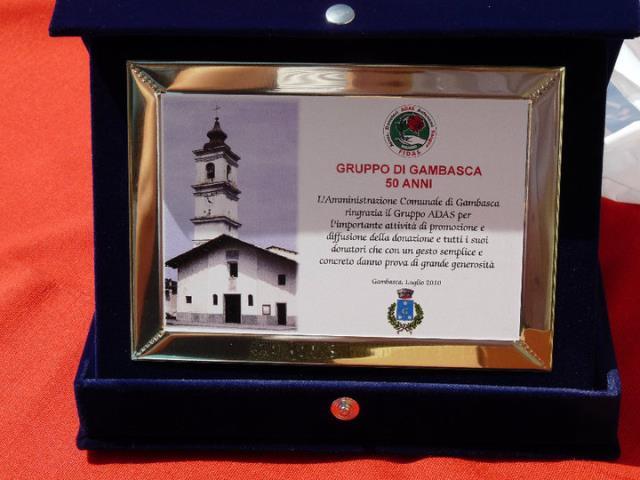 ADAS
FIDAS
GRUPPO DI GAMBASCA
50 ANNI
L'Amministrazione Comunale di Gambasca
ringrazia il Gruppo ADAS per
l'importante attività di promozione e
diffusione della donazione e tutti i suoi
donatori che con un gesto semplice e
concreto danno prova di grande generosità
Gambasca, Luglio 2010